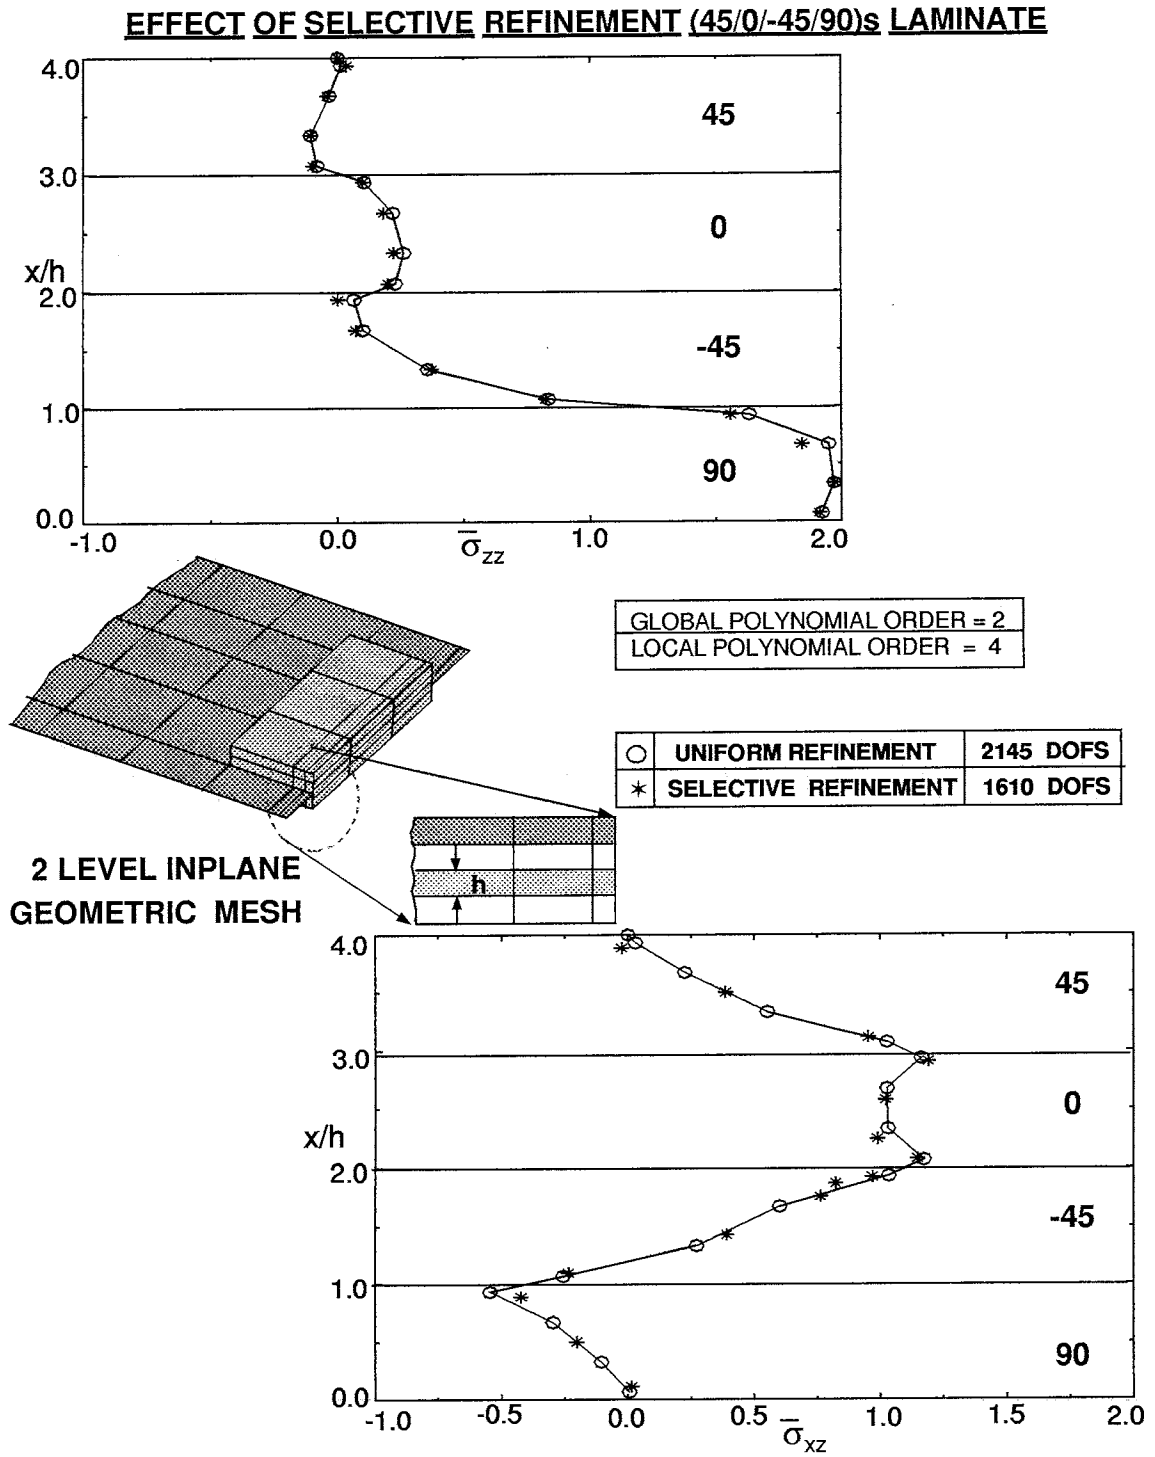 EFFECT OF SELECTIVE REFINEMENT (45/0/-45/90)s LAMINATE
4.0
45
3.0
0
x/h
2.0
-45
1.0
90
0.0
-1.0 0.0 σ̅zz 1.0 2.0
GLOBAL POLYNOMIAL ORDER = 2
LOCAL POLYNOMIAL ORDER = 4
○ UNIFORM REFINEMENT 2145 DOFS
* SELECTIVE REFINEMENT 1610 DOFS
2 LEVEL INPLANE
GEOMETRIC MESH
h
4.0
45
3.0
0
x/h
2.0
-45
1.0
90
0.0
-1.0 -0.5 0.0 0.5 σ̅xz 1.0 1.5 2.0